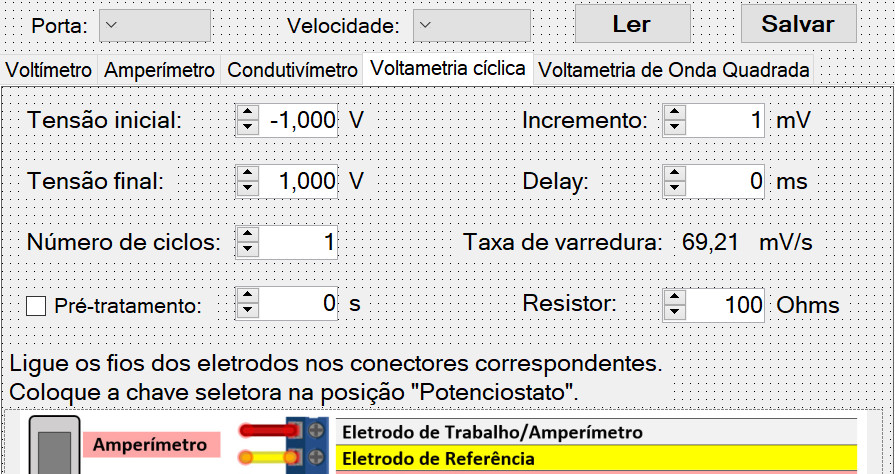 Porta: Velocidade: Ler Salvar
Voltímetro Amperímetro Condutivímetro Voltametria cíclica Voltametria de Onda Quadrada
Tensão inicial: -1,000 V Incremento: 1 mV
Tensão final: 1,000 V Delay: 0 ms
Número de ciclos: 1 Taxa de varredura: 69,21 mV/s
Pré-tratamento: 0 s Resistor: 100 Ohms
Ligue os fios dos eletrodos nos conectores correspondentes.
Coloque a chave seletora na posição "Potenciostato".
Amperímetro Eletrodo de Trabalho/Amperímetro
Eletrodo de Referência